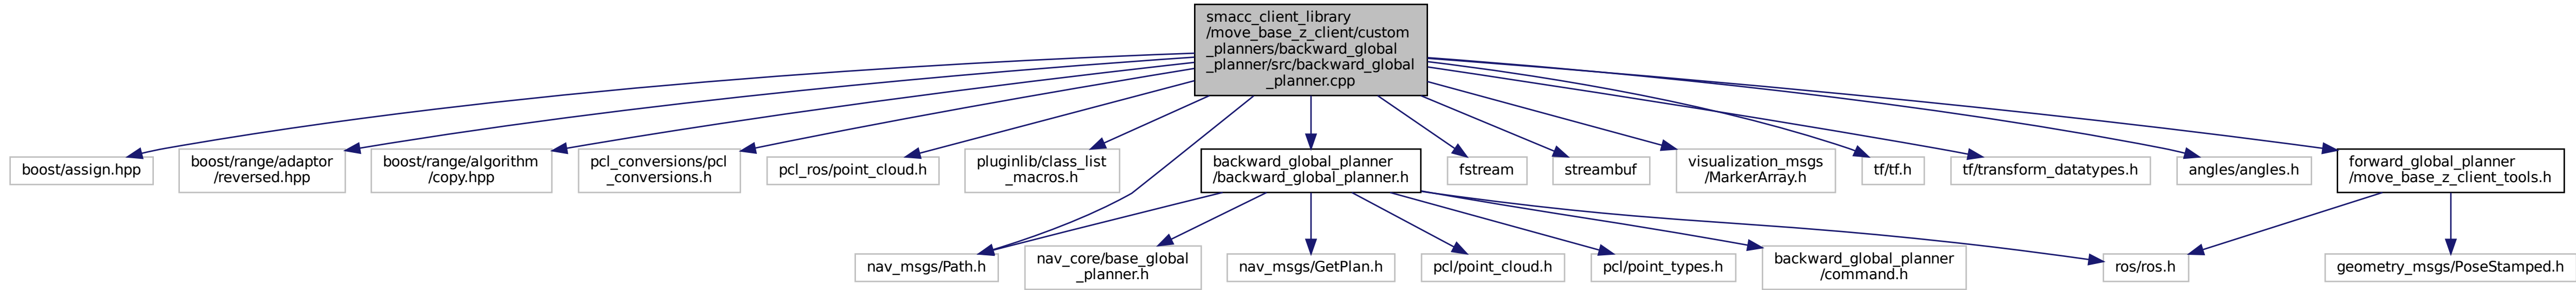 smacc_client_library
/move_base_z_client/custom
_planners/backward_global
_planner/src/backward_global
_planner.cpp
boost/assign.hpp
boost/range/adaptor
/reversed.hpp
boost/range/algorithm
/copy.hpp
pcl_conversions/pcl
_conversions.h
pcl_ros/point_cloud.h
pluginlib/class_list
_macros.h
backward_global_planner
/backward_global_planner.h
fstream
streambuf
visualization_msgs
/MarkerArray.h
tf/tf.h
tf/transform_datatypes.h
angles/angles.h
forward_global_planner
/move_base_z_client_tools.h
nav_msgs/Path.h
nav_core/base_global
_planner.h
nav_msgs/GetPlan.h
pcl/point_cloud.h
pcl/point_types.h
backward_global_planner
/command.h
ros/ros.h
geometry_msgs/PoseStamped.h